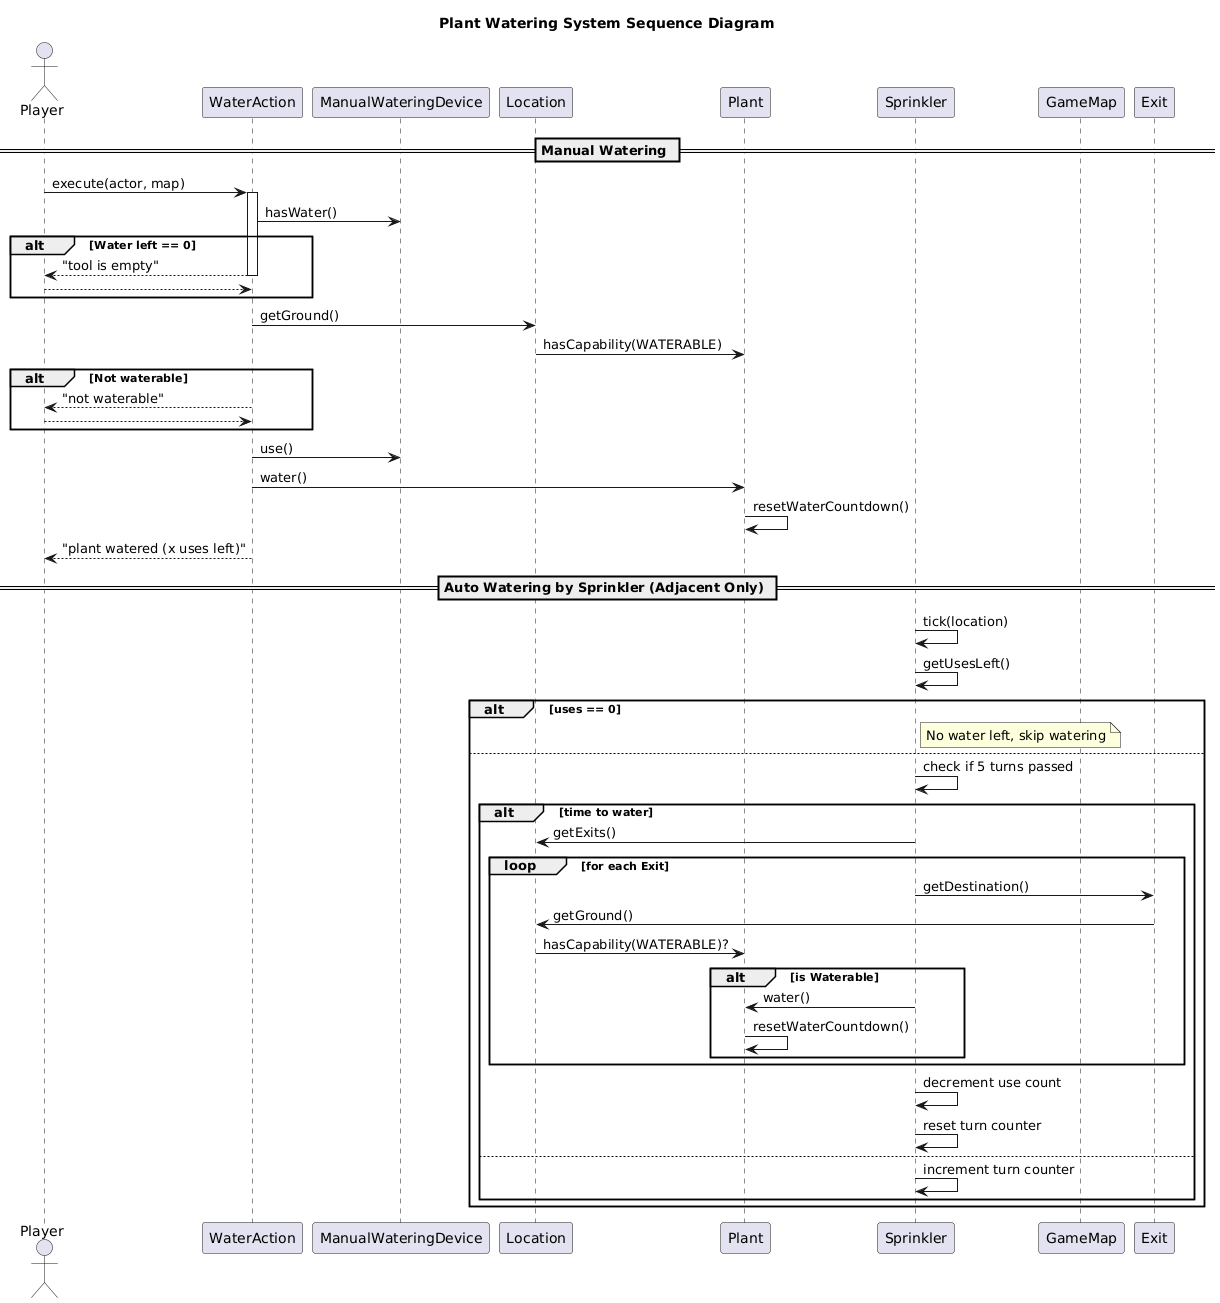 Plant Watering System Sequence Diagram
Player
WaterAction
ManualWateringDevice
Location
Plant
Sprinkler
GameMap
Exit
Manual Watering
execute(actor, map)
hasWater()
alt
[Water left == 0]
"tool is empty"
getGround()
hasCapability(WATERABLE)
alt
[Not waterable]
"not waterable"
use()
water()
resetWaterCountdown()
"plant watered (x uses left)"
Auto Watering by Sprinkler (Adjacent Only)
tick(location)
getUsesLeft()
alt
[uses == 0]
No water left, skip watering
check if 5 turns passed
alt
[time to water]
getExits()
loop
[for each Exit]
getDestination()
getGround()
hasCapability(WATERABLE)?
alt
[is Waterable]
water()
resetWaterCountdown()
decrement use count
reset turn counter
increment turn counter
Player
WaterAction
ManualWateringDevice
Location
Plant
Sprinkler
GameMap
Exit